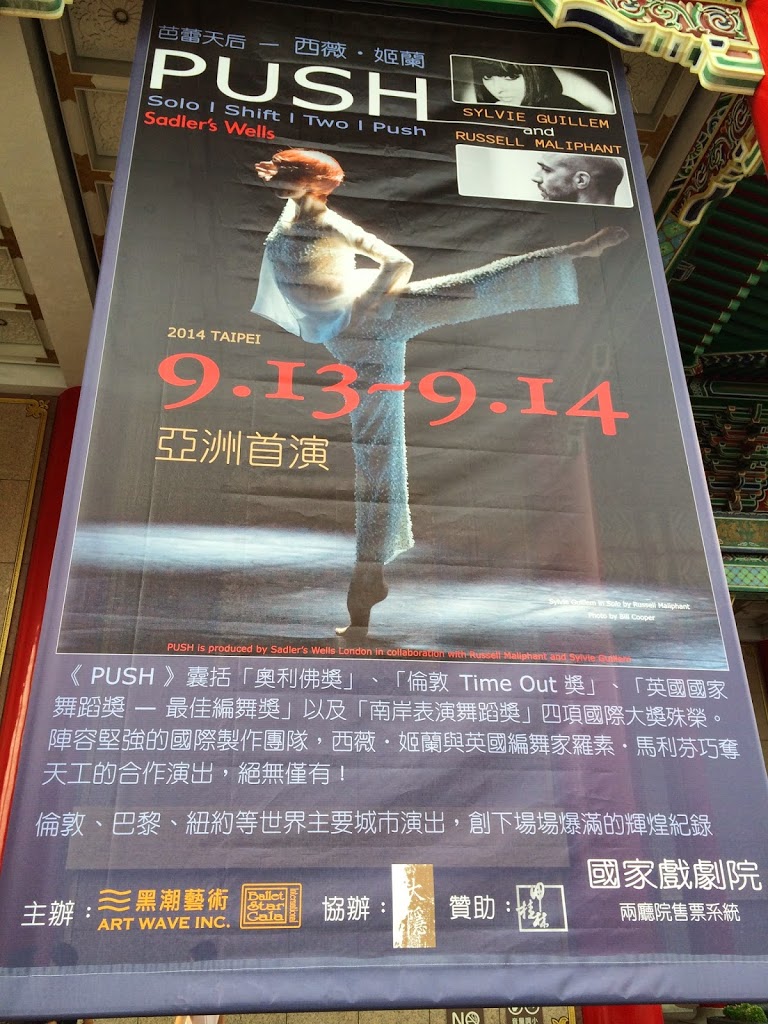 芭蕾天后 — 西薇·姬蘭
PUSH
Solo | Shift | Two | Push
Sadler's Wells
SYLVIE GUILLEM
and
RUSSELL MALIPHANT
2014 TAIPEI
9.13~9.14
亞洲首演
Sylvie Guillem in Solo by Russell Maliphant
Photo by Bill Cooper
PUSH is produced by Sadler's Wells London in collaboration with Russell Maliphant and Sylvie Guillem
《 PUSH 》囊括「奧利佛獎」、「倫敦 Time Out 獎」、「英國國家
舞蹈獎 — 最佳編舞獎」以及「南岸表演舞蹈獎」四項國際大獎殊榮。
陣容堅強的國際製作團隊，西薇·姬蘭與英國編舞家羅素·馬利芬巧奪
天工的合作演出，絕無僅有！
倫敦、巴黎、紐約等世界主要城市演出，創下場場爆滿的輝煌紀錄
國家戲劇院
兩廳院售票系統
主辦：黑潮藝術
ART WAVE INC.
Ballet Star Gala International
協辦：
贊助：
NO